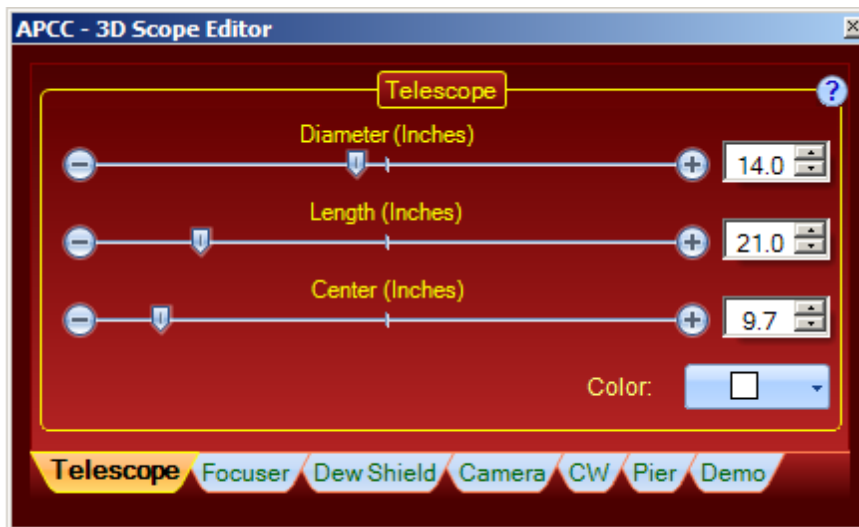 APCC - 3D Scope Editor
Telescope
?
Diameter (Inches)
14.0
Length (Inches)
21.0
Center (Inches)
9.7
Color:
Telescope Focuser Dew Shield Camera CW Pier Demo